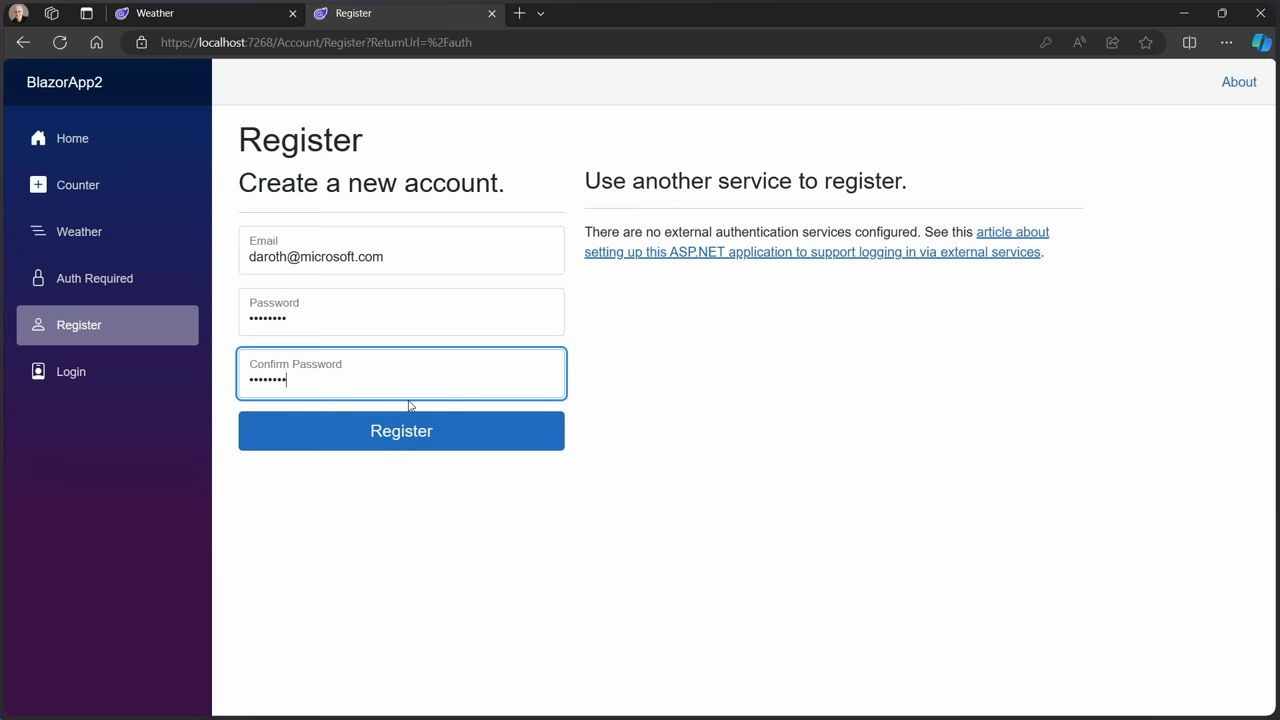 Weather
Register
https://localhost:7268/Account/Register?ReturnUrl=%2Fauth
BlazorApp2
About
Home
Counter
Weather
Auth Required
Register
Login
Register
Create a new account.
Email
daroth@microsoft.com
Password
••••••••
Confirm Password
••••••••
Register
Use another service to register.
There are no external authentication services configured. See this article about
setting up this ASP.NET application to support logging in via external services.